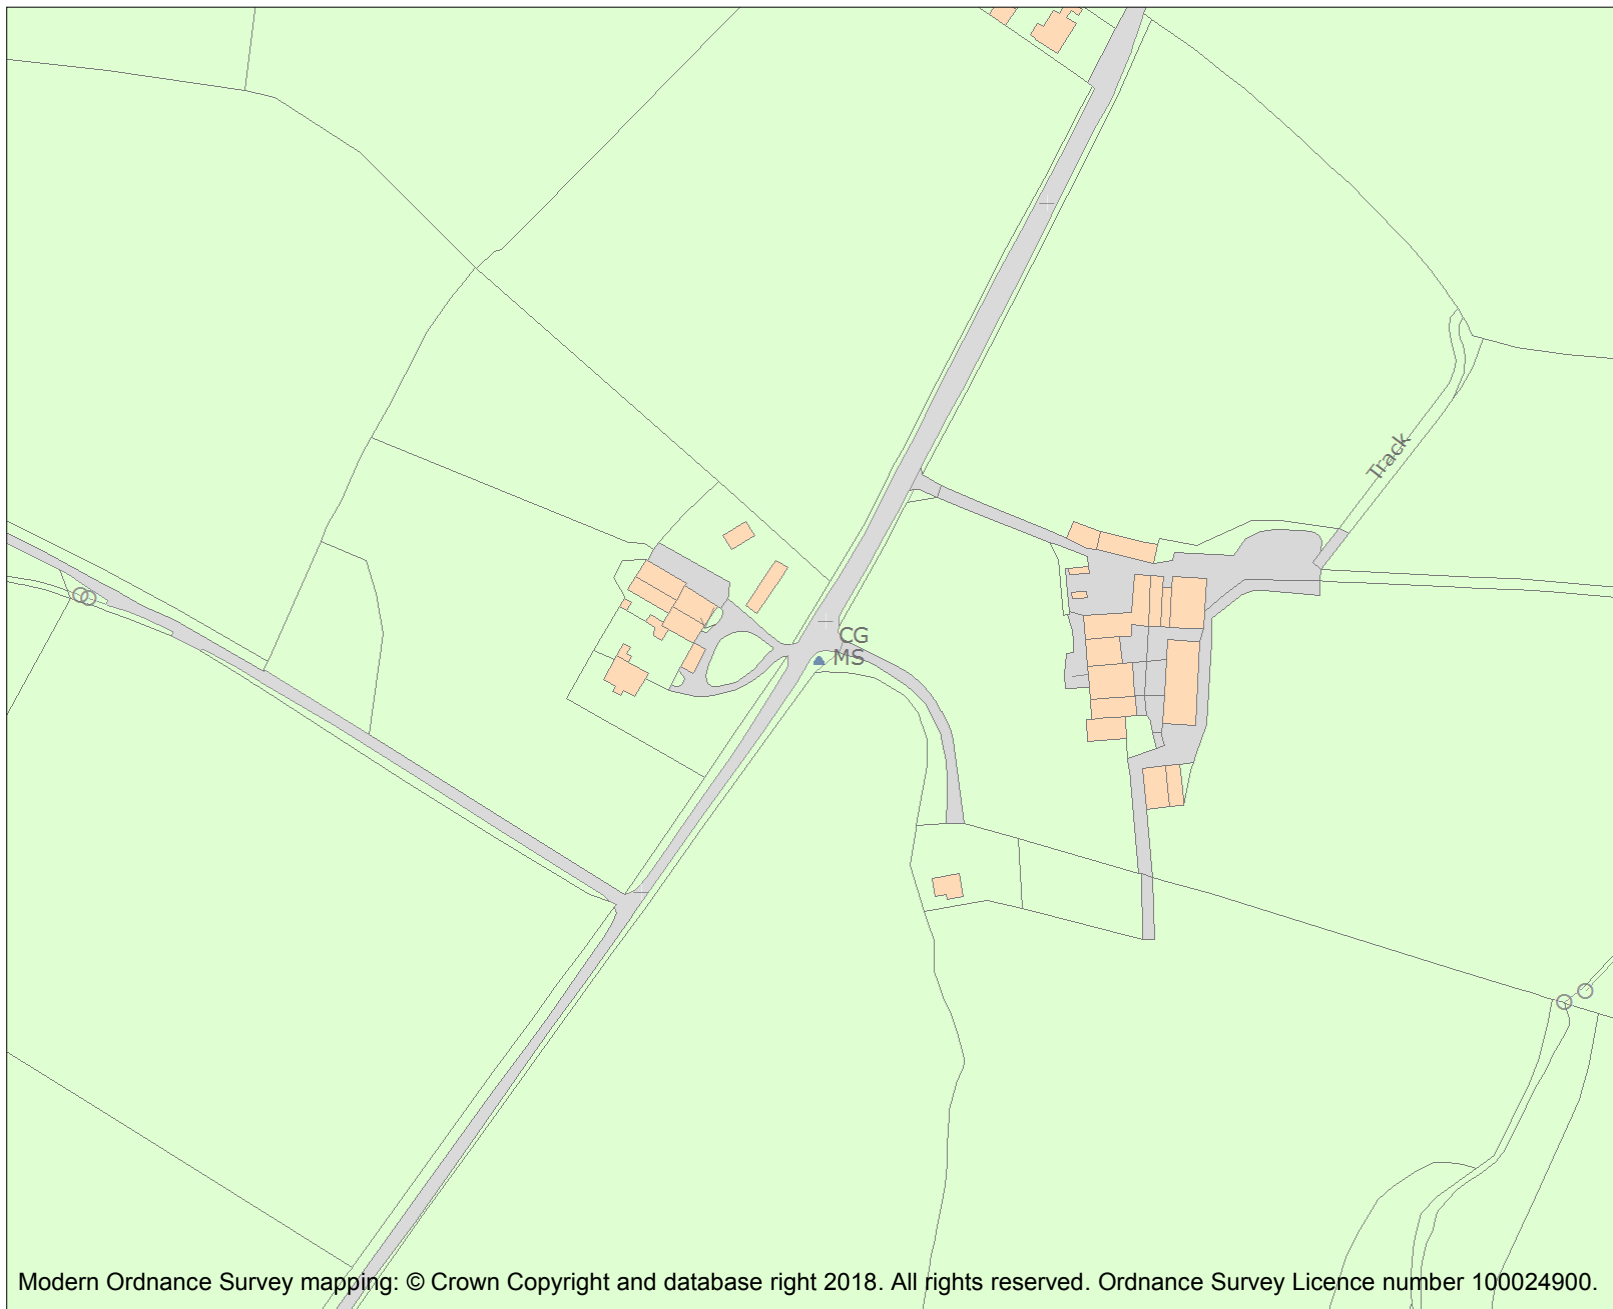 Track
CG
MS
Modern Ordnance Survey mapping: © Crown Copyright and database right 2018. All rights reserved. Ordnance Survey Licence number 100024900.